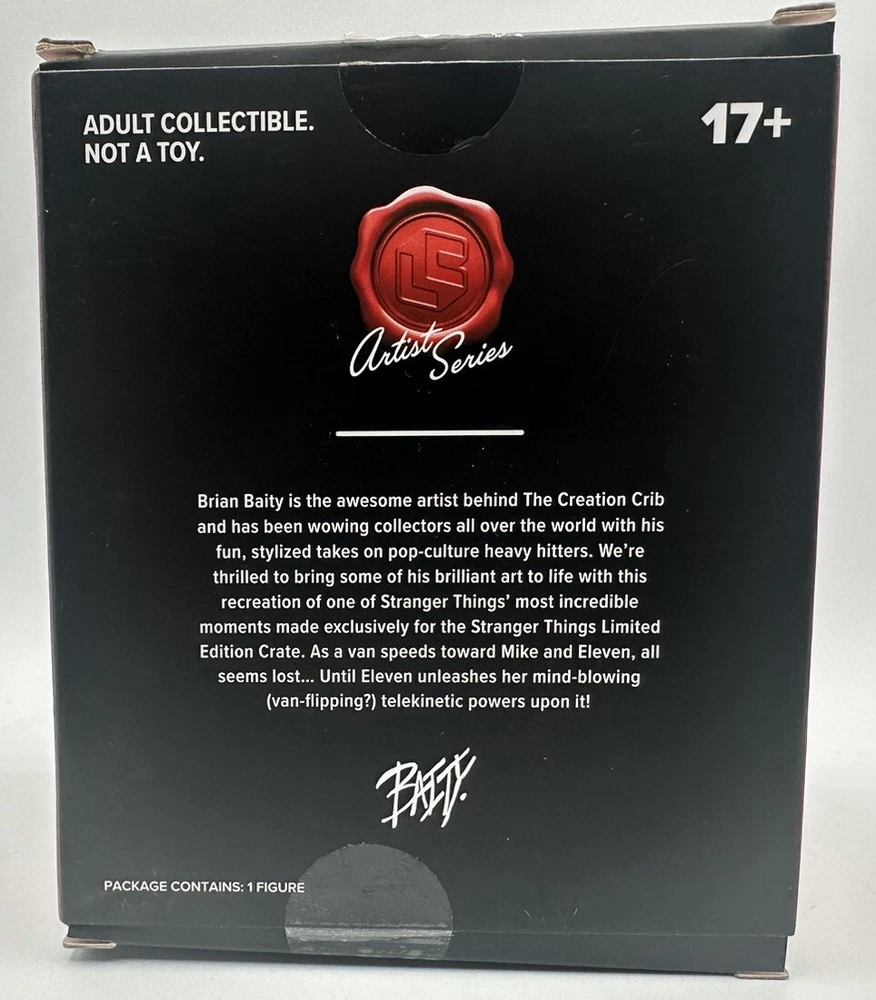 ADULT COLLECTIBLE.
NOT A TOY.
17+
Artist Series
Brian Baity is the awesome artist behind The Creation Crib
and has been wowing collectors all over the world with his
fun, stylized takes on pop-culture heavy hitters. We're
thrilled to bring some of his brilliant art to life with this
recreation of one of Stranger Things' most incredible
moments made exclusively for the Stranger Things Limited
Edition Crate. As a van speeds toward Mike and Eleven, all
seems lost... Until Eleven unleashes her mind-blowing
(van-flipping?) telekinetic powers upon it!
BAITY.
PACKAGE CONTAINS: 1 FIGURE